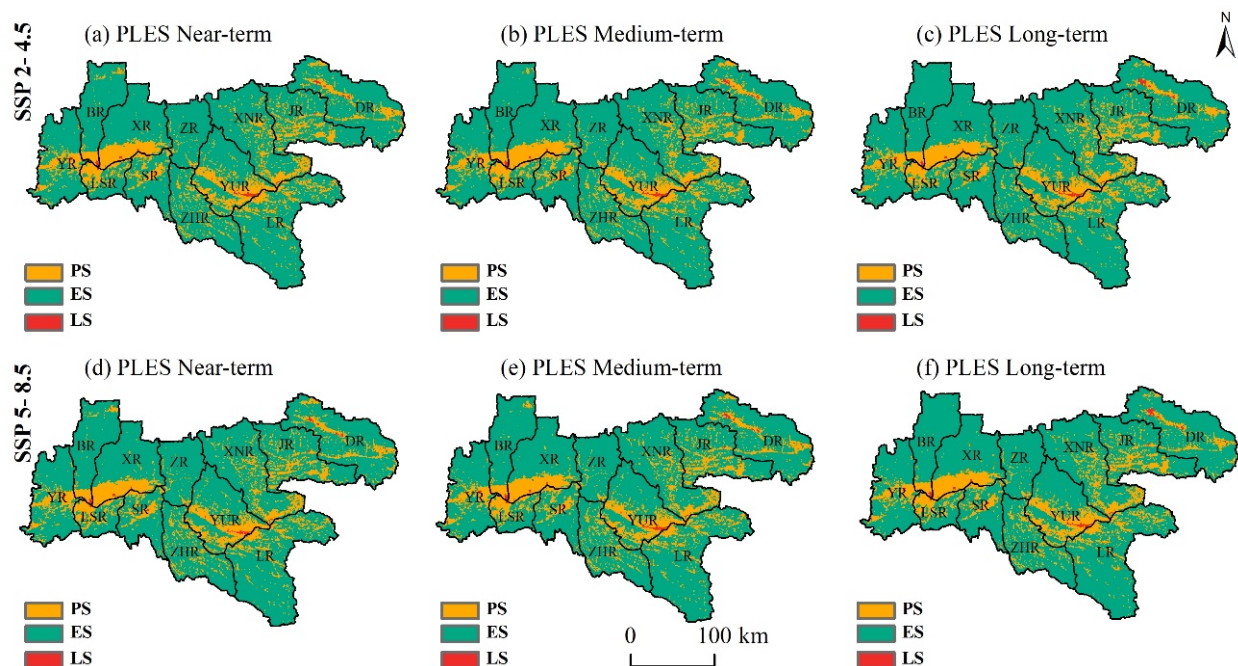 SSP 2- 4.5
(a) PLES Near-term
(b) PLES Medium-term
(c) PLES Long-term
N
BR
XR
ZR
XNR
JR
DR
YR
LSR
SR
YUR
ZHR
LR
PS
ES
LS
BR
XR
ZR
XNR
JR
DR
YR
LSR
SR
YUR
ZHR
LR
PS
ES
LS
BR
XR
ZR
XNR
JR
DR
YR
LSR
SR
YUR
ZHR
LR
PS
ES
LS
SSP 5- 8.5
(d) PLES Near-term
(e) PLES Medium-term
(f) PLES Long-term
BR
XR
ZR
XNR
JR
DR
YR
LSR
SR
YUR
ZHR
LR
PS
ES
LS
BR
XR
ZR
XNR
JR
DR
YR
LSR
SR
YUR
ZHR
LR
PS
ES
LS
0 100 km
BR
XR
ZR
XNR
JR
DR
YR
LSR
SR
YUR
ZHR
LR
PS
ES
LS